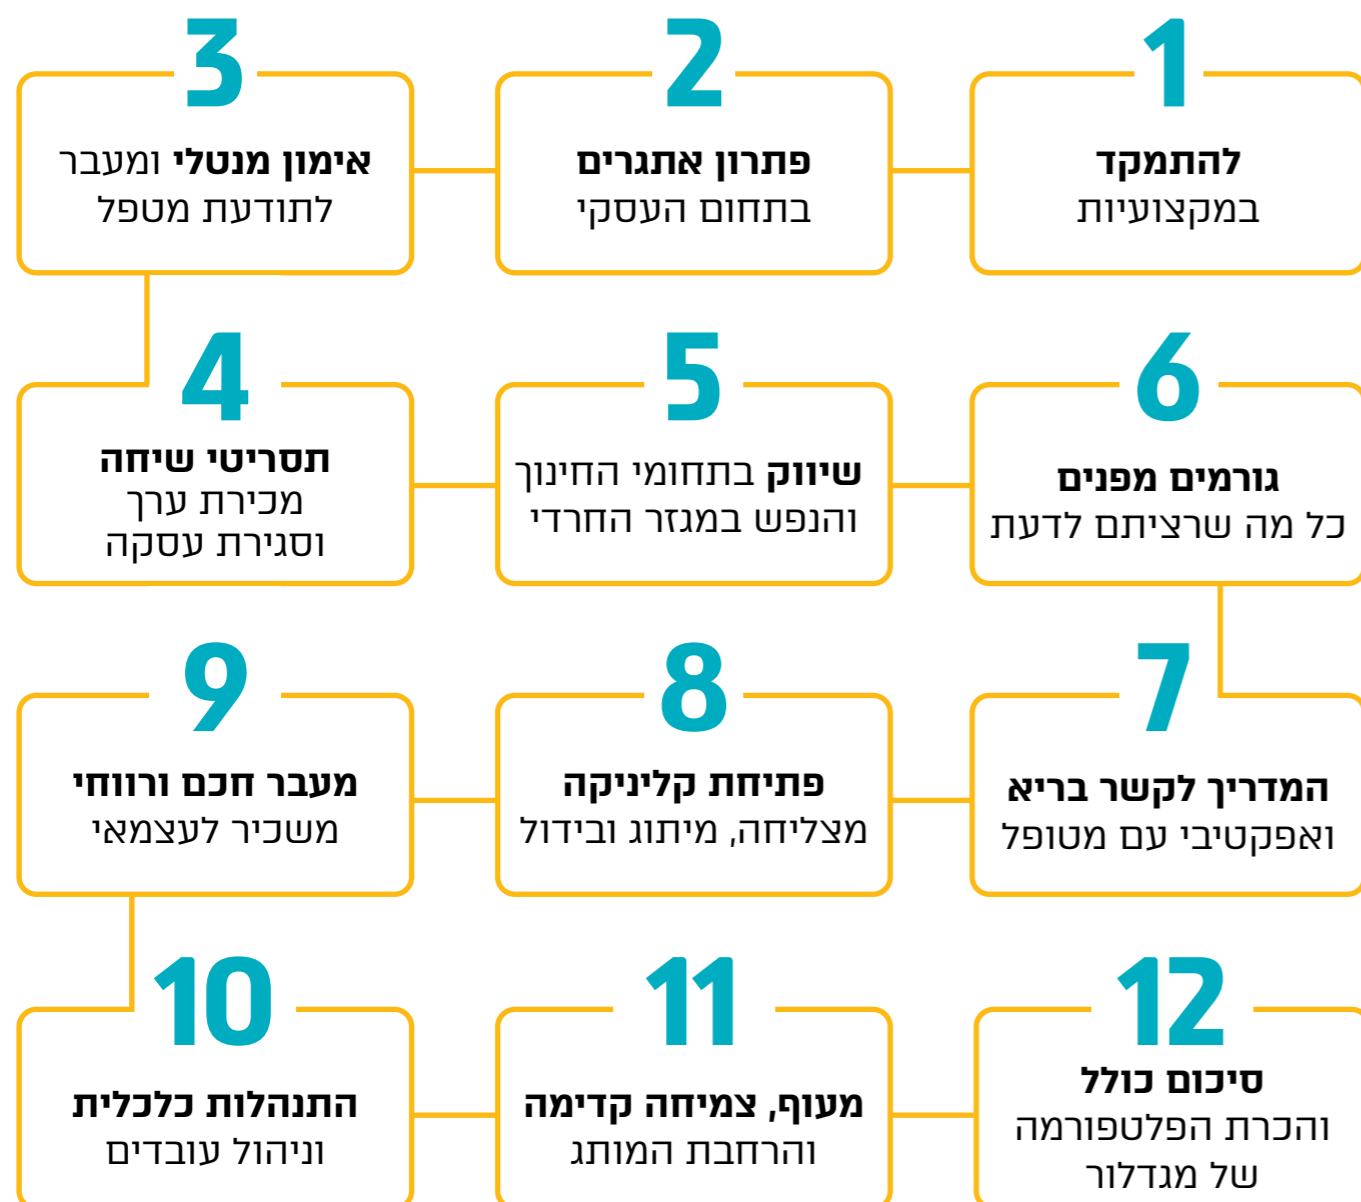 1
להתמקד
במקצועיות
2
פתרון אתגרים
בתחום העסקי
3
אימון מנטלי ומעבר
לתודעת מטפל
4
תסריטי שיחה
מכירת ערך
וסגירת עסקה
5
שיווק בתחומי החינוך
והנפש במגזר החרדי
6
גורמים מפנים
כל מה שרציתם לדעת
7
המדריך לקשר בריא
ואפקטיבי עם מטופל
8
פתיחת קליניקה
מצליחה, מיתוג ובידול
9
מעבר חכם ורווחי
משכיר לעצמאי
10
התנהלות כלכלית
וניהול עובדים
11
מעוף, צמיחה קדימה
והרחבת המותג
12
סיכום כולל
והכרת הפלטפורמה
של מגדלור